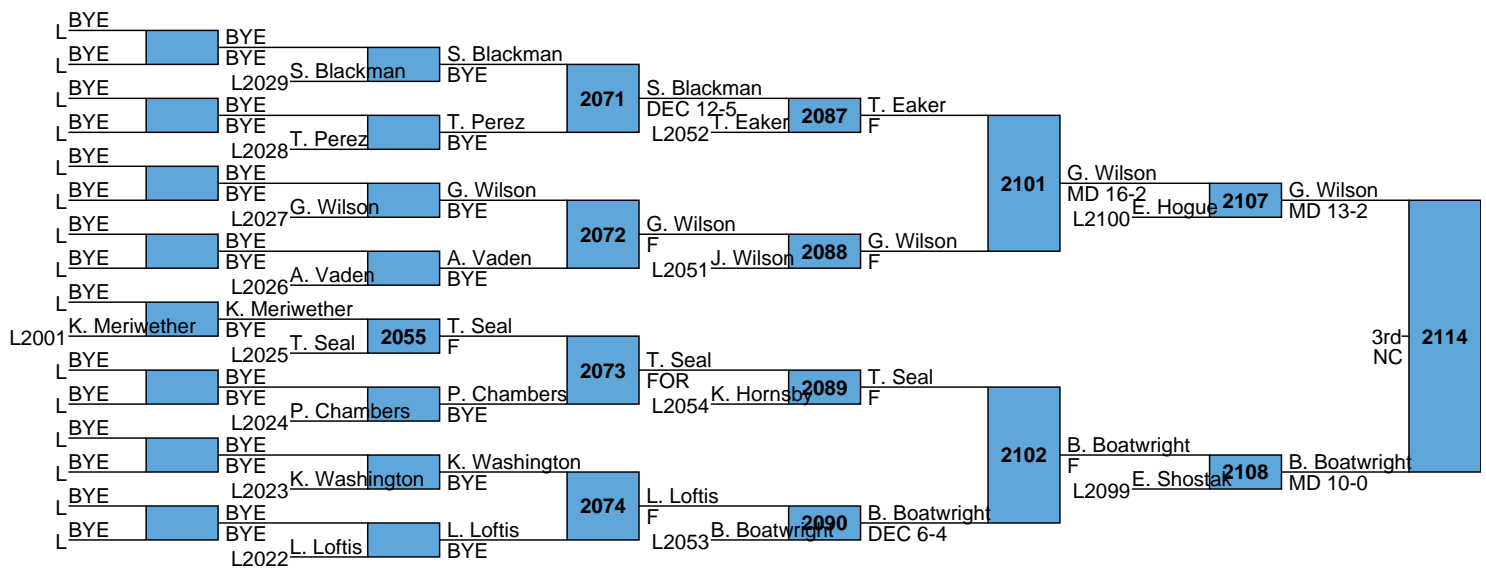 BYE
L
BYE
L
BYE
BYE
L2029 S. Blackman
S. Blackman
BYE
BYE
L
BYE
L
BYE
BYE
L2028 T. Perez
T. Perez
BYE
2071
S. Blackman
DEC 12-5
L2052 T. Eaker
2087
T. Eaker
F
BYE
L
BYE
L
BYE
BYE
L2027 G. Wilson
G. Wilson
BYE
BYE
L
BYE
L
BYE
BYE
L2026 A. Vaden
A. Vaden
BYE
2072
G. Wilson
F
L2051 J. Wilson
2088
G. Wilson
F
2101
G. Wilson
MD 16-2
L2100 E. Hogue
2107
G. Wilson
MD 13-2
BYE
L
L2001 K. Meriwether
K. Meriwether
BYE
L2025 T. Seal
2055
T. Seal
F
BYE
L
BYE
L
BYE
BYE
L2024 P. Chambers
P. Chambers
BYE
2073
T. Seal
FOR
L2054 K. Hornsby
2089
T. Seal
F
BYE
L
BYE
L
BYE
BYE
L2023 K. Washington
K. Washington
BYE
BYE
L
BYE
L
BYE
BYE
L2022 L. Loftis
L. Loftis
BYE
2074
L. Loftis
F
L2053 B. Boatwright
2090
B. Boatwright
DEC 6-4
2102
B. Boatwright
F
L2099 E. Shostak
2108
B. Boatwright
MD 10-0
2114
3rd
NC